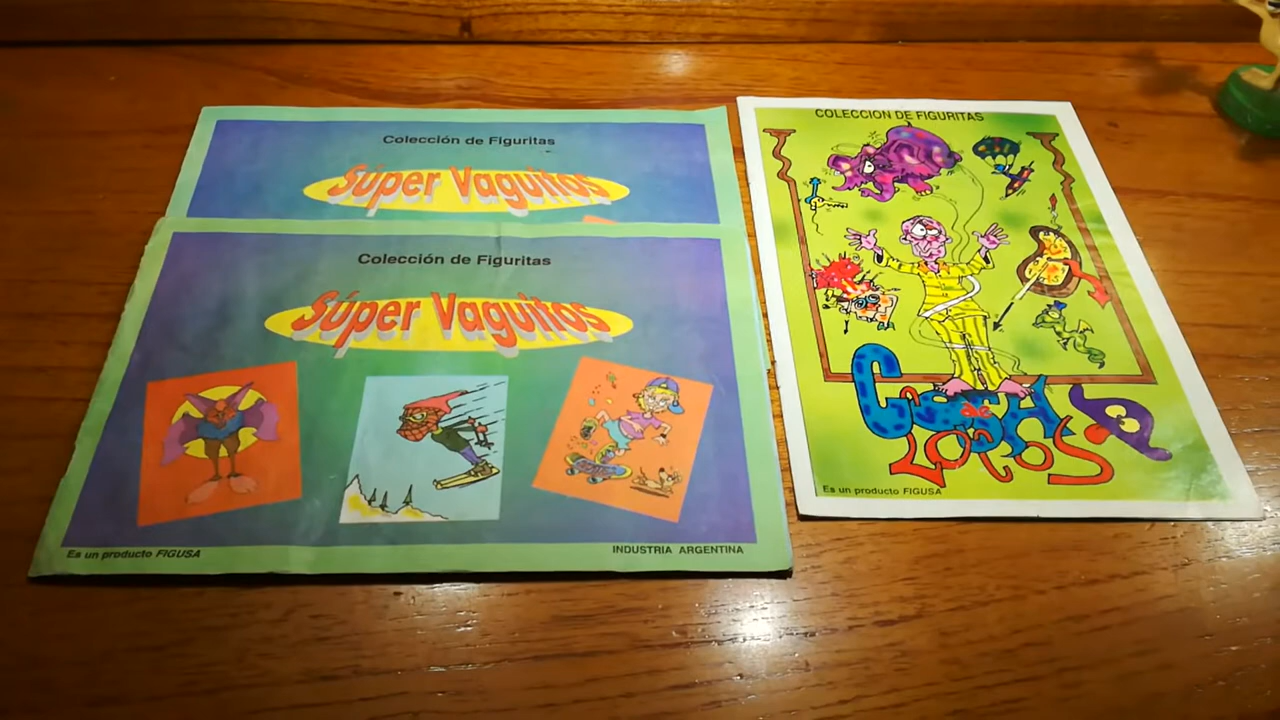 Colección de Figuritas
Súper Vaguitos
Colección de Figuritas
Súper Vaguitos
Es un producto FIGUSA
INDUSTRIA ARGENTINA
COLECCION DE FIGURITAS
COSA de
LOCOS
Es un producto FIGUSA